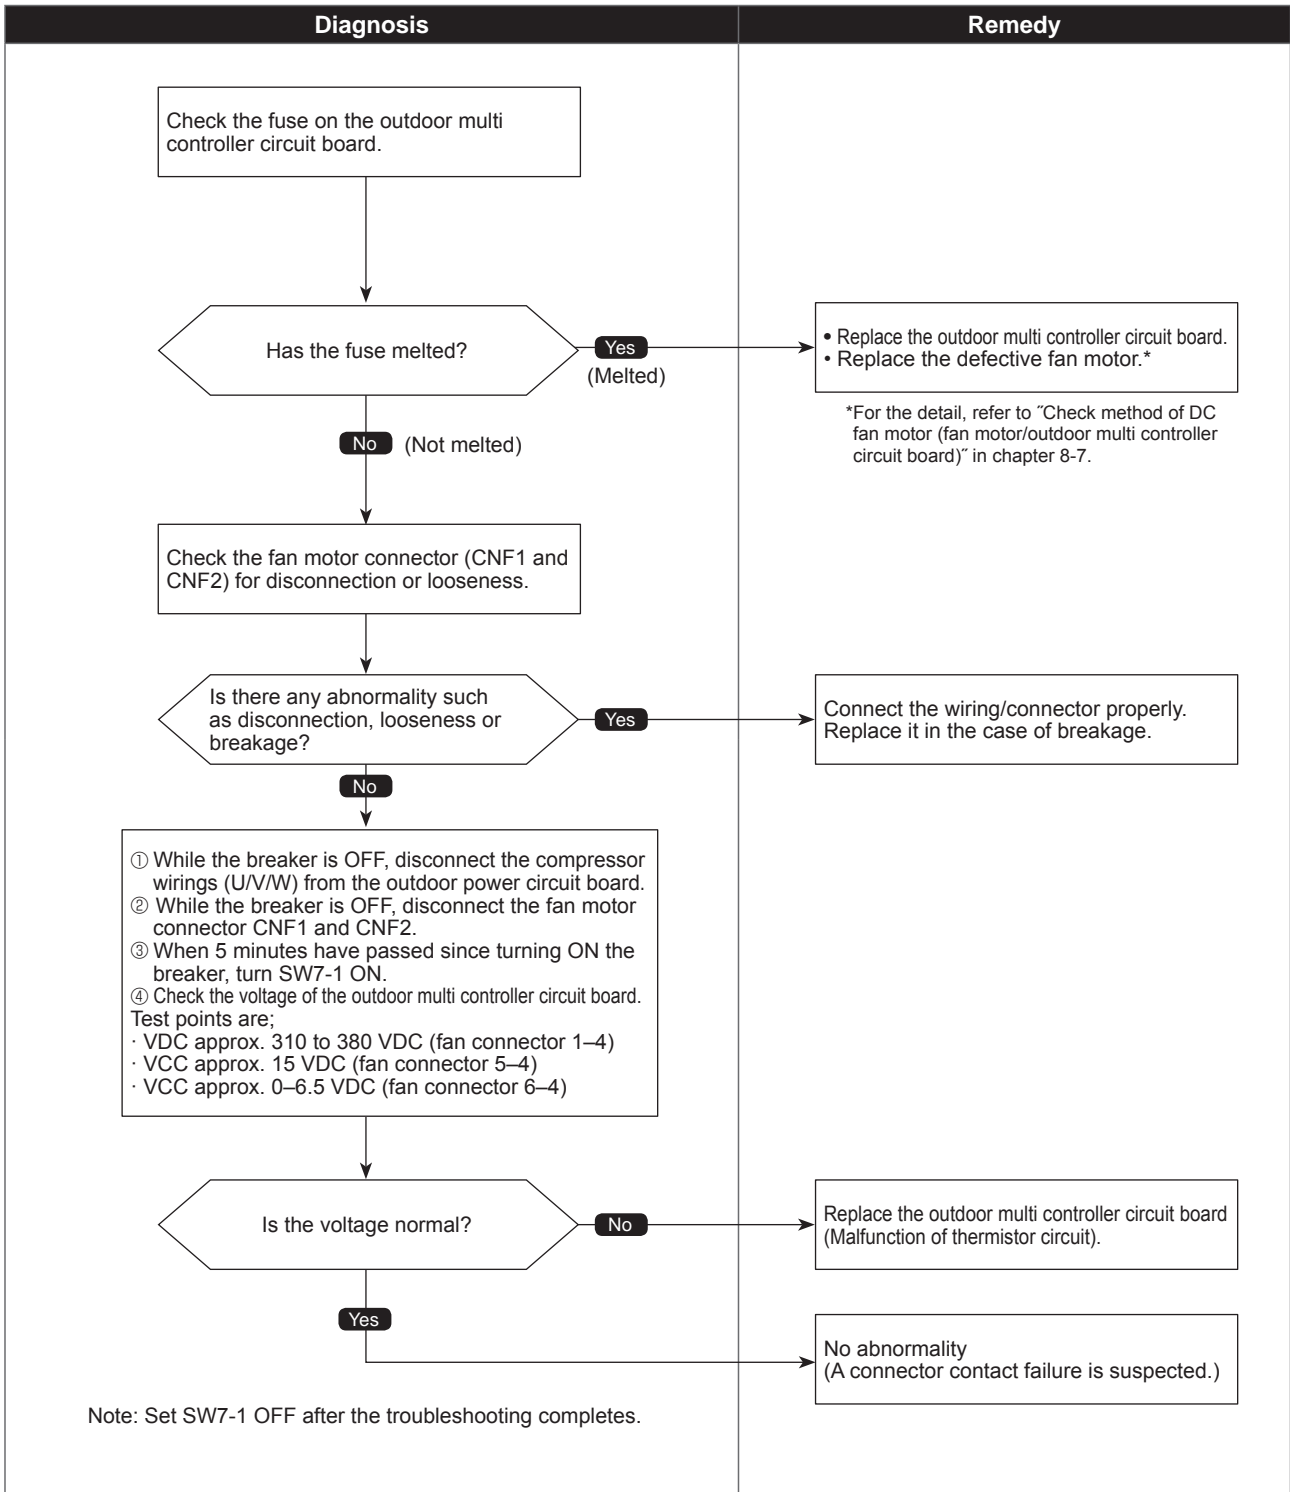 Diagnosis
Remedy
Check the fuse on the outdoor multi
controller circuit board.
Has the fuse melted?
Yes
(Melted)
• Replace the outdoor multi controller circuit board.
• Replace the defective fan motor.*
*For the detail, refer to ˝Check method of DC
fan motor (fan motor/outdoor multi controller
circuit board)˝ in chapter 8-7.
No (Not melted)
Check the fan motor connector (CNF1 and
CNF2) for disconnection or looseness.
Is there any abnormality such
as disconnection, looseness or
breakage?
Yes
Connect the wiring/connector properly.
Replace it in the case of breakage.
No
① While the breaker is OFF, disconnect the compressor
wirings (U/V/W) from the outdoor power circuit board.
② While the breaker is OFF, disconnect the fan motor
connector CNF1 and CNF2.
③ When 5 minutes have passed since turning ON the
breaker, turn SW7-1 ON.
④ Check the voltage of the outdoor multi controller circuit board.
Test points are;
· VDC approx. 310 to 380 VDC (fan connector 1–4)
· VCC approx. 15 VDC (fan connector 5–4)
· VCC approx. 0–6.5 VDC (fan connector 6–4)
Is the voltage normal?
No
Replace the outdoor multi controller circuit board
(Malfunction of thermistor circuit).
Yes
No abnormality
(A connector contact failure is suspected.)
Note: Set SW7-1 OFF after the troubleshooting completes.